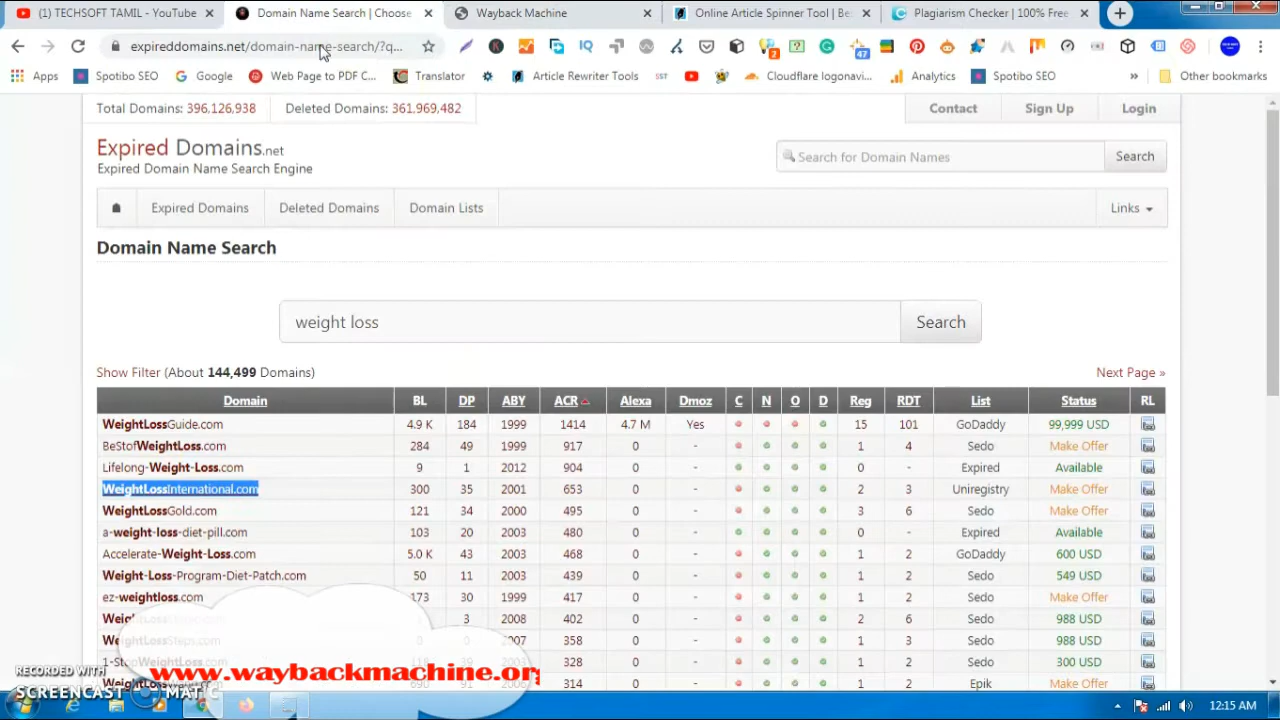 (1) TECHSOFT TAMIL - YouTube
Domain Name Search | Choose
Wayback Machine
Online Article Spinner Tool | Be
Plagiarism Checker | 100% Free
expireddomains.net/domain-name-search/?q...
Apps
Spotibo SEO
Google
Web Page to PDF C...
Translator
Article Rewriter Tools
SST
Cloudflare logonavi...
Analytics
Spotibo SEO
Other bookmarks
Total Domains: 396,126,938
Deleted Domains: 361,969,482
Contact
Sign Up
Login
Expired Domains.net
Expired Domain Name Search Engine
Search for Domain Names
Search
Expired Domains
Deleted Domains
Domain Lists
Links
Domain Name Search
weight loss
Search
Show Filter (About 144,499 Domains)
Next Page »
Domain BL DP ABY ACR Alexa Dmoz C N O D Reg RDT List Status RL
WeightLossGuide.com 4.9 K 184 1999 1414 4.7 M Yes 15 101 GoDaddy 99,999 USD
BeStofWeightLoss.com 284 49 1999 917 0 - 1 4 Sedo Make Offer
Lifelong-Weight-Loss.com 9 1 2012 904 0 - 0 - Expired Available
WeightLossInternational.com 300 35 2001 653 0 - 2 3 Uniregistry Make Offer
WeightLossGold.com 121 34 2000 495 0 - 3 6 Sedo Make Offer
a-weight-loss-diet-pill.com 103 20 2003 480 0 - 0 - Expired Available
Accelerate-Weight-Loss.com 5.0 K 43 2003 468 0 - 1 2 GoDaddy 600 USD
Weight-Loss-Program-Diet-Patch.com 50 11 2003 439 0 - 1 2 Sedo 549 USD
ez-weightloss.com 173 30 1999 417 0 - 1 2 Sedo Make Offer
3 2008 402 0 - 2 6 Sedo 988 USD
WeightLossSteps.com 0 2007 358 0 - 1 3 Sedo 988 USD
1-StopWeightLoss.com 328 0 - 1 2 Sedo 300 USD
690 91 2006 314 0 - 1 2 Epik Make Offer
www.waybackmachine.org
RECORDED WITH
SCREENCAST MATIC
12:15 AM